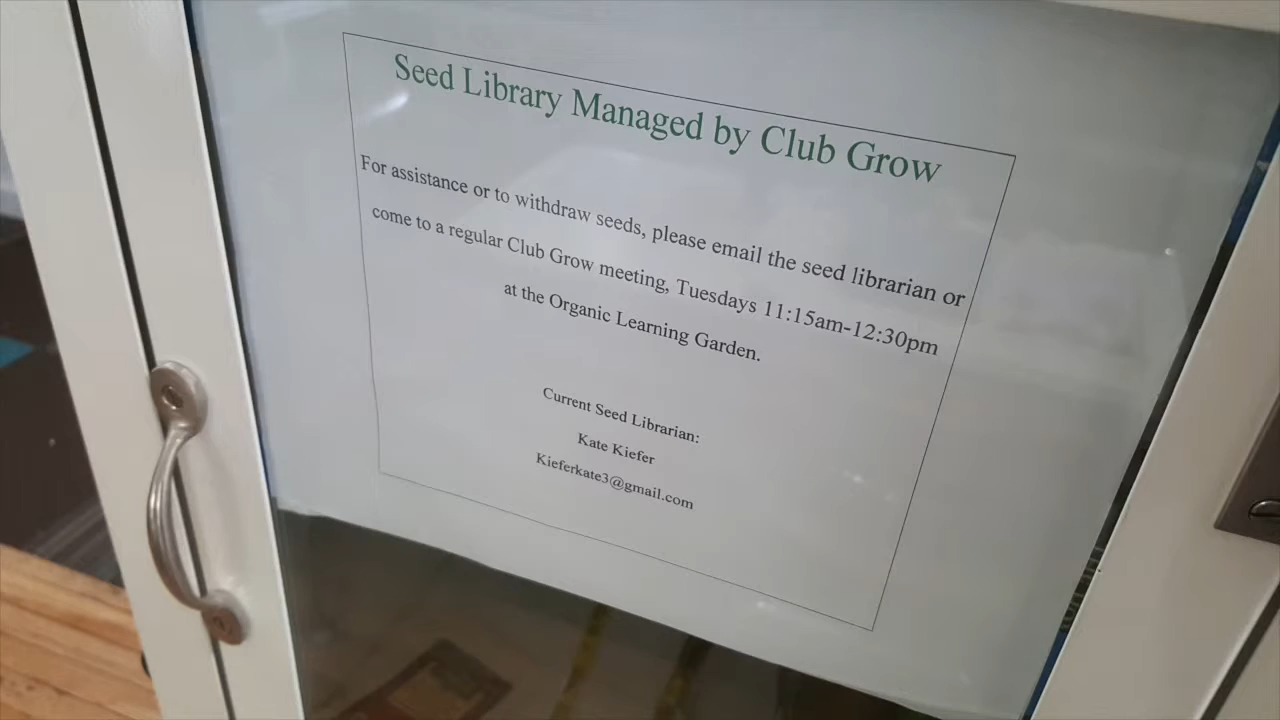 Seed Library Managed by Club Grow
For assistance or to withdraw seeds, please email the seed librarian or
come to a regular Club Grow meeting, Tuesdays 11:15am-12:30pm
at the Organic Learning Garden.
Current Seed Librarian:
Kate Kiefer
Kieferkate3@gmail.com